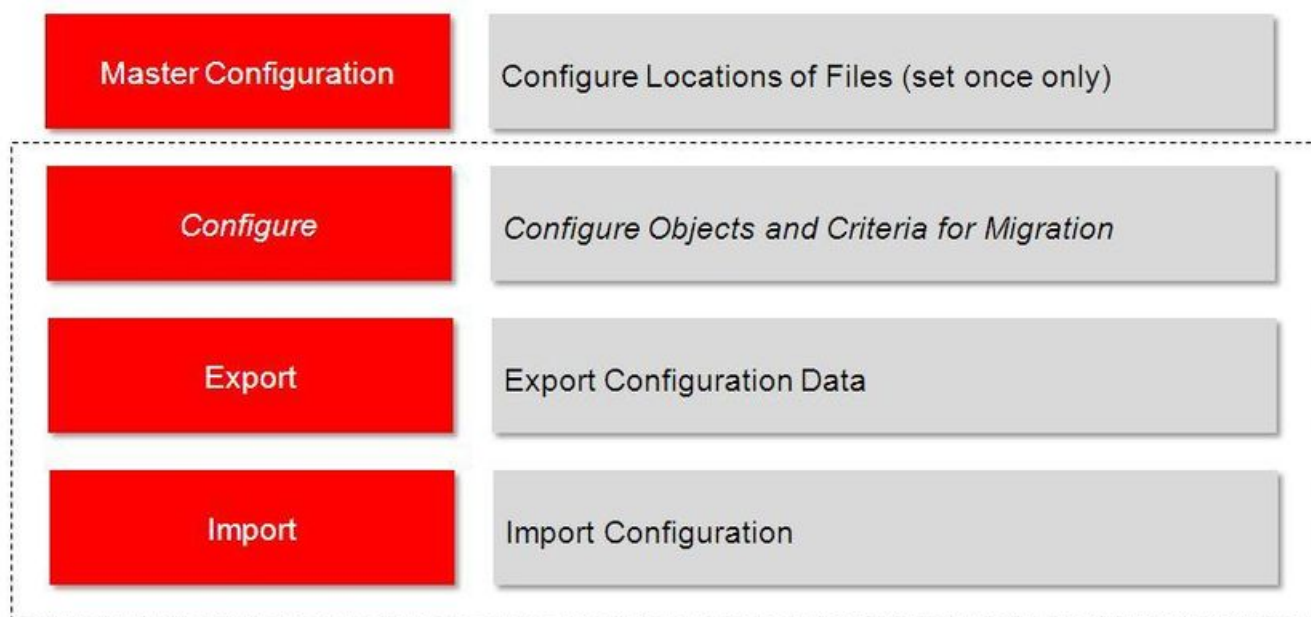 Master Configuration
Configure Locations of Files (set once only)
Configure
Configure Objects and Criteria for Migration
Export
Export Configuration Data
Import
Import Configuration